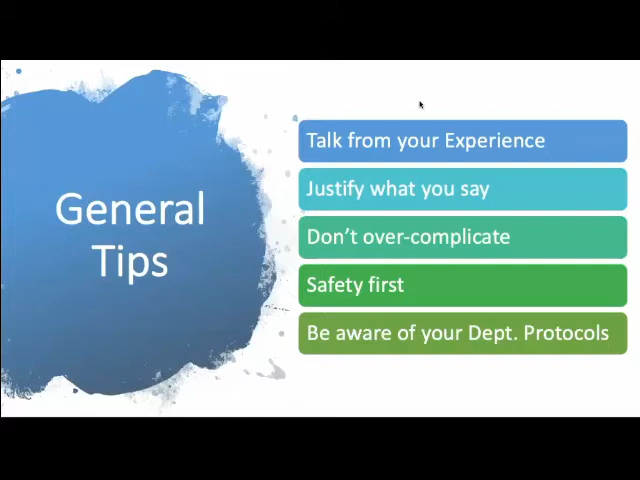 General
Tips
Talk from your Experience
Justify what you say
Don’t over-complicate
Safety first
Be aware of your Dept. Protocols